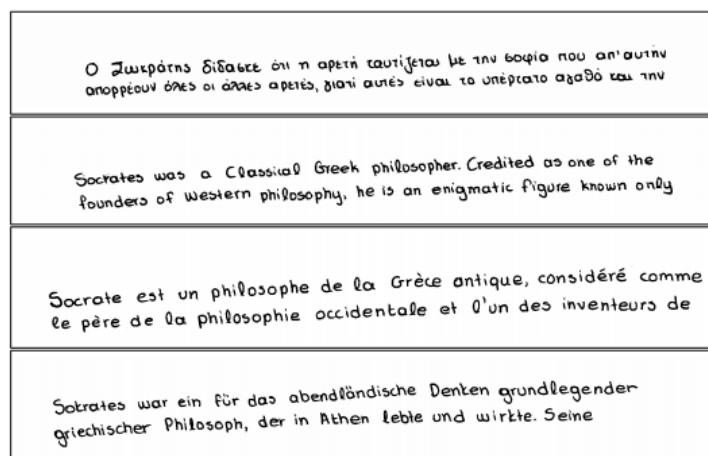 Ο Σωκράτης δίδαξε ότι η αρετή ταυτίζεται με την σοφία που απ'αυτήν
απορρέουν όλες οι άλλες αρετές, γιατί αυτές είναι το υπέρτατο αγαθό και την
Socrates was a Classical Greek philosopher. Credited as one of the
founders of western philosophy, he is an enigmatic figure known only
Socrate est un philosophe de la Grèce antique, considéré comme
le père de la philosophie occidentale et l'un des inventeurs de
Sokrates war ein für das abendländische Denken grundlegender
griechischer Philosoph, der in Athen lebte und wirkte. Seine